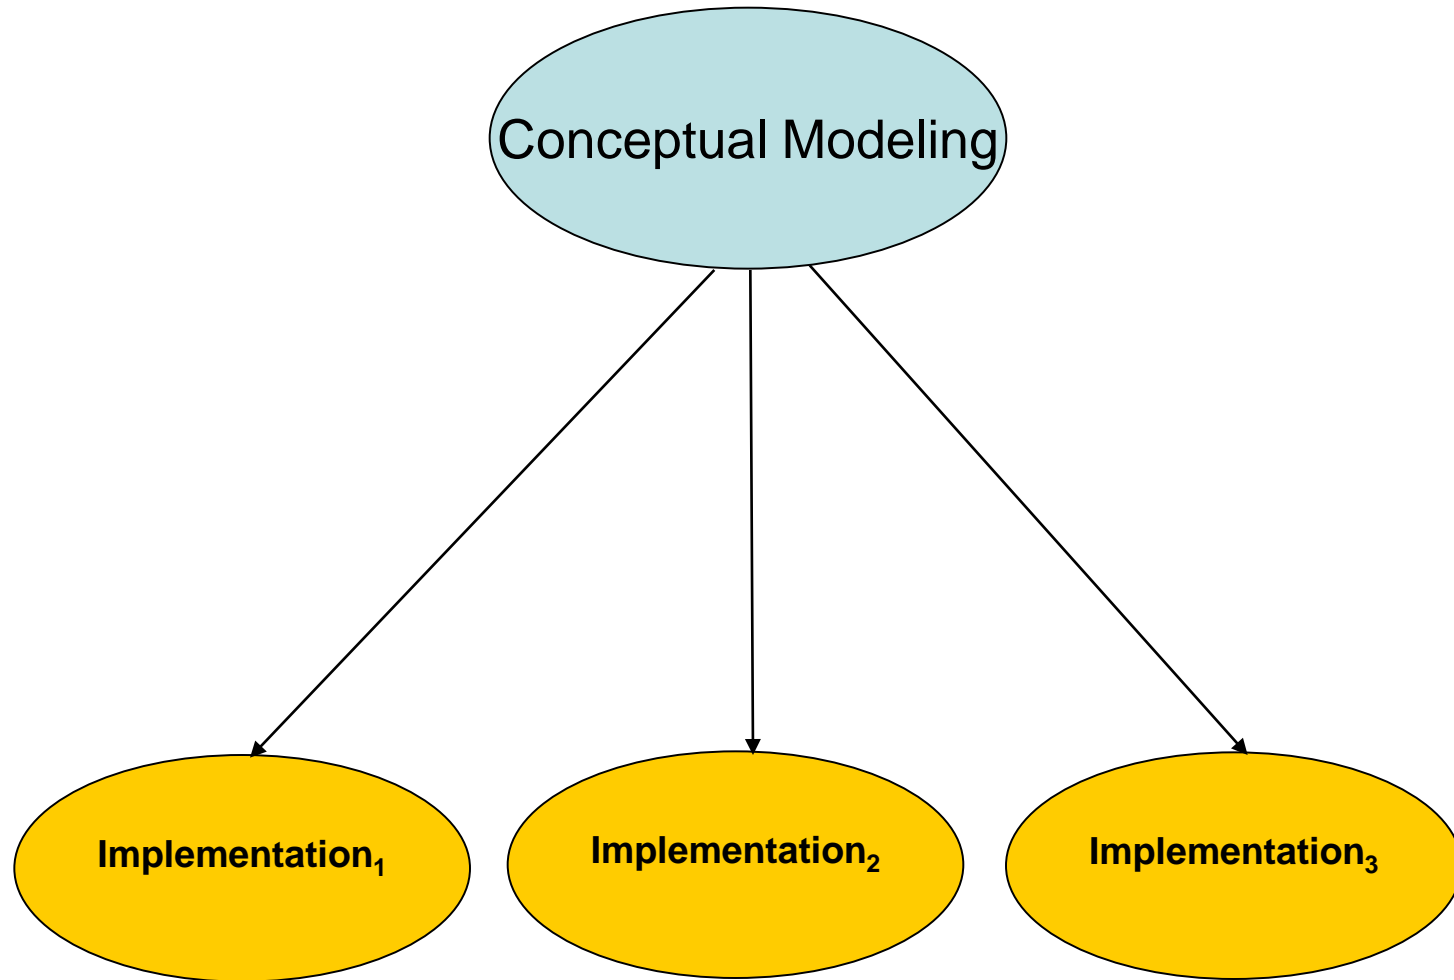 Conceptual Modeling
Implementation₁
Implementation₂
Implementation₃